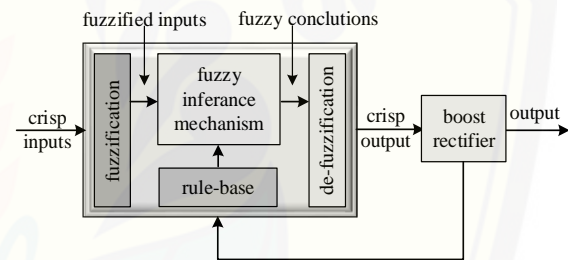 fuzzified inputs
fuzzy conclutions
fuzzification
fuzzy
inferance
mechanism
rule-base
de-fuzzification
crisp
inputs
crisp
output
boost
rectifier
output